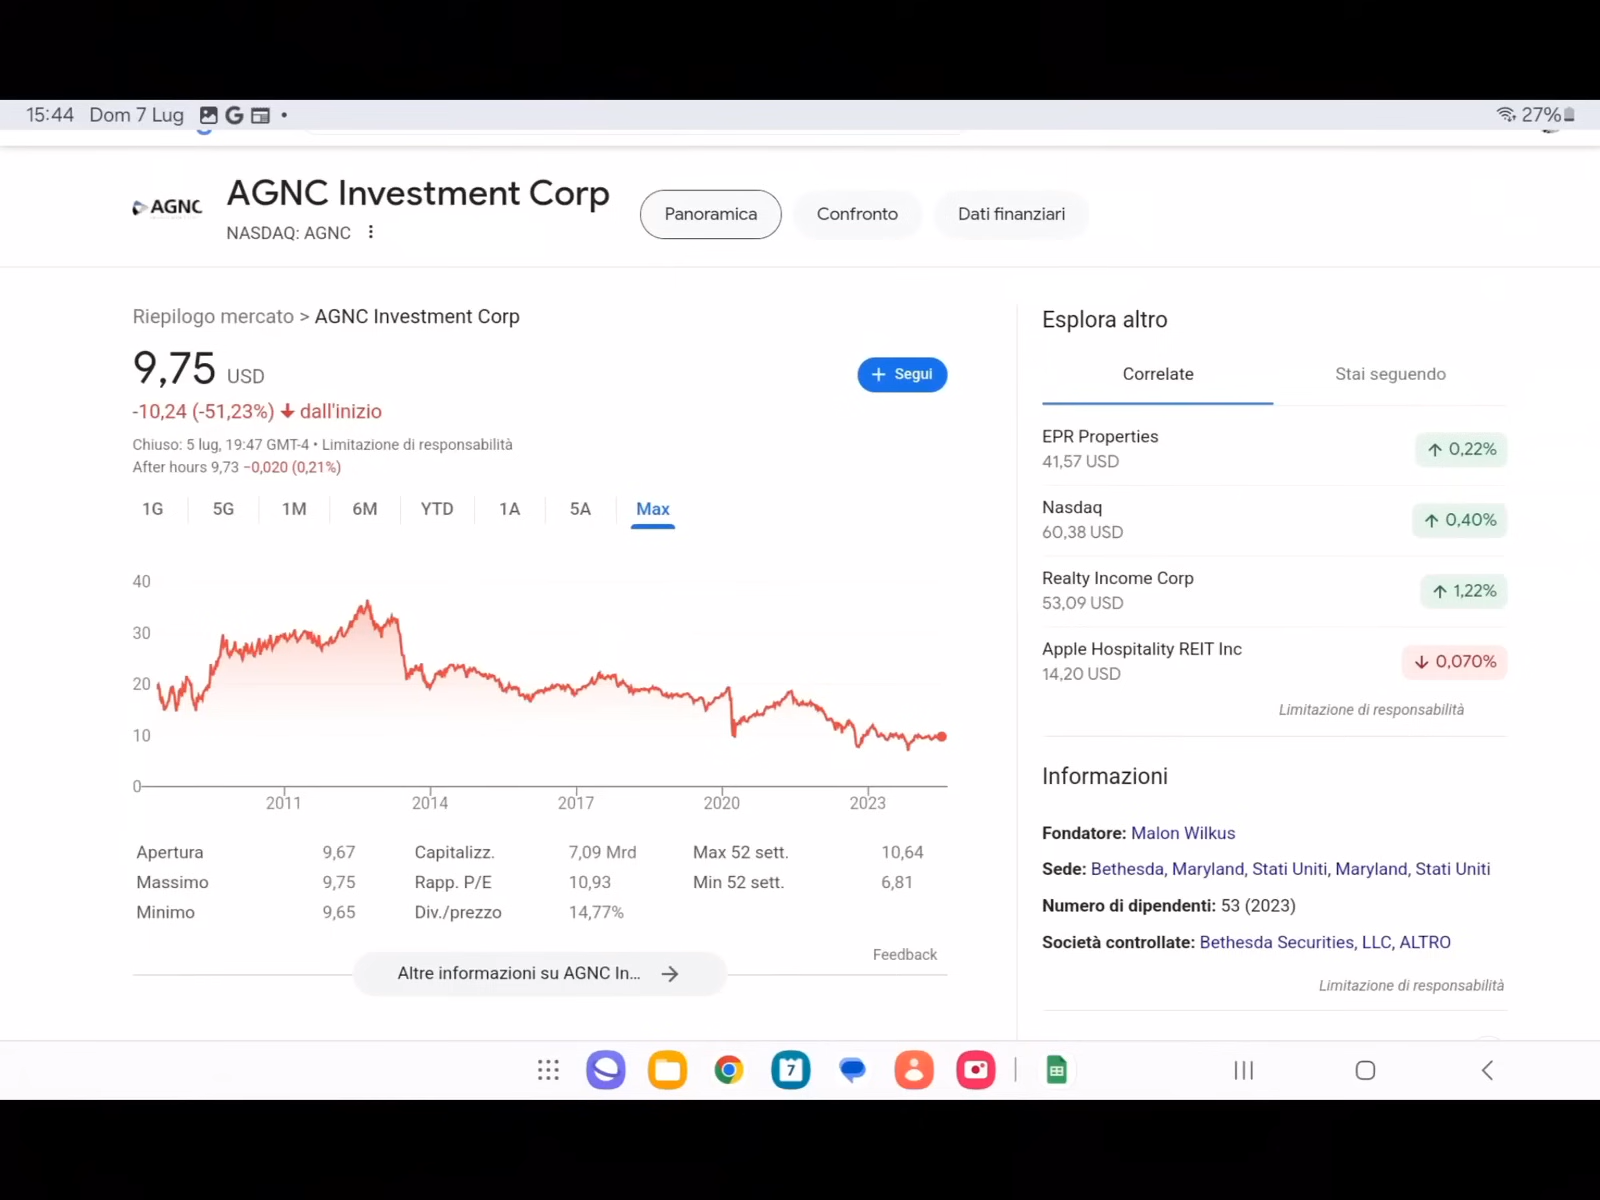 15:44 Dom 7 Lug
27%
AGNC
AGNC Investment Corp
NASDAQ: AGNC
Panoramica
Confronto
Dati finanziari
Riepilogo mercato > AGNC Investment Corp
9,75 USD
+ Segui
-10,24 (-51,23%) dall'inizio
Chiuso: 5 lug, 19:47 GMT-4 • Limitazione di responsabilità
After hours 9,73 −0,020 (0,21%)
1G 5G 1M 6M YTD 1A 5A Max
40
30
20
10
0
2011 2014 2017 2020 2023
Apertura 9,67 Capitalizz. 7,09 Mrd Max 52 sett. 10,64
Massimo 9,75 Rapp. P/E 10,93 Min 52 sett. 6,81
Minimo 9,65 Div./prezzo 14,77%
Feedback
Altre informazioni su AGNC In...
Esplora altro
Correlate Stai seguendo
EPR Properties
41,57 USD
0,22%
Nasdaq
60,38 USD
0,40%
Realty Income Corp
53,09 USD
1,22%
Apple Hospitality REIT Inc
14,20 USD
0,070%
Limitazione di responsabilità
Informazioni
Fondatore: Malon Wilkus
Sede: Bethesda, Maryland, Stati Uniti, Maryland, Stati Uniti
Numero di dipendenti: 53 (2023)
Società controllate: Bethesda Securities, LLC, ALTRO
Limitazione di responsabilità
7